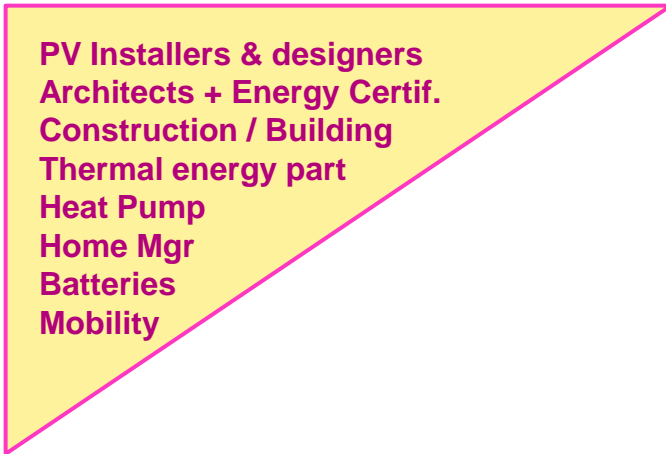 PV Installers & designers
Architects + Energy Certif.
Construction / Building
Thermal energy part
Heat Pump
Home Mgr
Batteries
Mobility